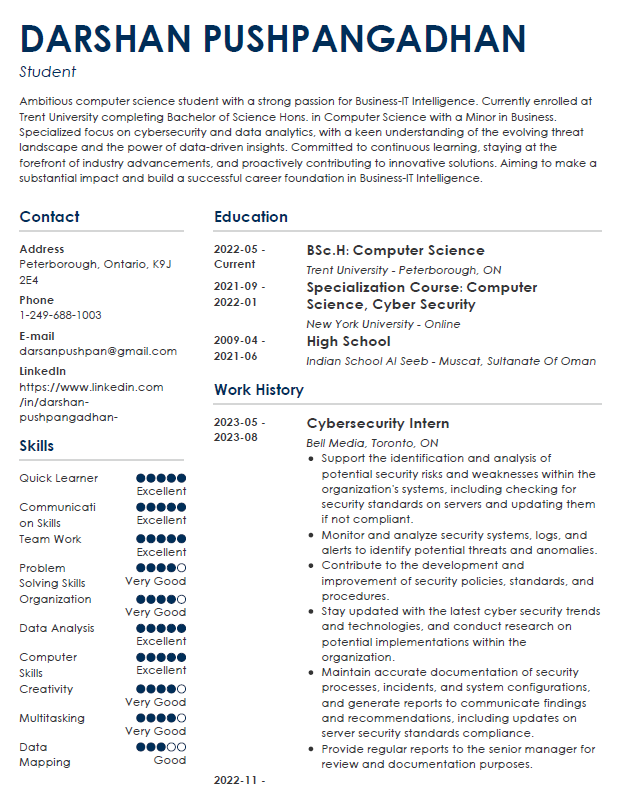 DARSHAN PUSHPANGADHAN
Student
Ambitious computer science student with a strong passion for Business-IT Intelligence. Currently enrolled at
Trent University completing Bachelor of Science Hons. in Computer Science with a Minor in Business.
Specialized focus on cybersecurity and data analytics, with a keen understanding of the evolving threat
landscape and the power of data-driven insights. Committed to continuous learning, staying at the
forefront of industry advancements, and proactively contributing to innovative solutions. Aiming to make a
substantial impact and build a successful career foundation in Business-IT Intelligence.
Contact
Address
Peterborough, Ontario, K9J
2E4
Phone
1-249-688-1003
E-mail
darsanpushpan@gmail.com
LinkedIn
https://www.linkedin.com
/in/darshan-
pushpangadhan-
Skills
Quick Learner
Excellent
Communicati
on Skills
Excellent
Team Work
Excellent
Problem
Solving Skills
Very Good
Organization
Very Good
Data Analysis
Excellent
Computer
Skills
Excellent
Creativity
Very Good
Multitasking
Very Good
Data
Mapping
Good
Education
2022-05 -
Current
BSc.H: Computer Science
Trent University - Peterborough, ON
2021-09 -
2022-01
Specialization Course: Computer
Science, Cyber Security
New York University - Online
2009-04 -
2021-06
High School
Indian School Al Seeb - Muscat, Sultanate Of Oman
Work History
2023-05 -
2023-08
Cybersecurity Intern
Bell Media, Toronto, ON
• Support the identification and analysis of
potential security risks and weaknesses within the
organization's systems, including checking for
security standards on servers and updating them
if not compliant.
• Monitor and analyze security systems, logs, and
alerts to identify potential threats and anomalies.
• Contribute to the development and
improvement of security policies, standards, and
procedures.
• Stay updated with the latest cyber security trends
and technologies, and conduct research on
potential implementations within the
organization.
• Maintain accurate documentation of security
processes, incidents, and system configurations,
and generate reports to communicate findings
and recommendations, including updates on
server security standards compliance.
• Provide regular reports to the senior manager for
review and documentation purposes.
2022-11 -